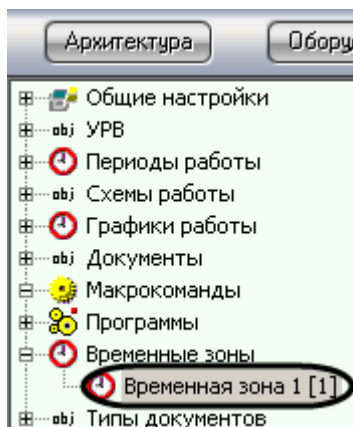 Архитектура Обору
Общие настройки
obj УРВ
Периоды работы
obj Схемы работы
Графики работы
obj Документы
Макрокоманды
Программы
Временные зоны
Временная зона 1 [1]
obj Типы документов